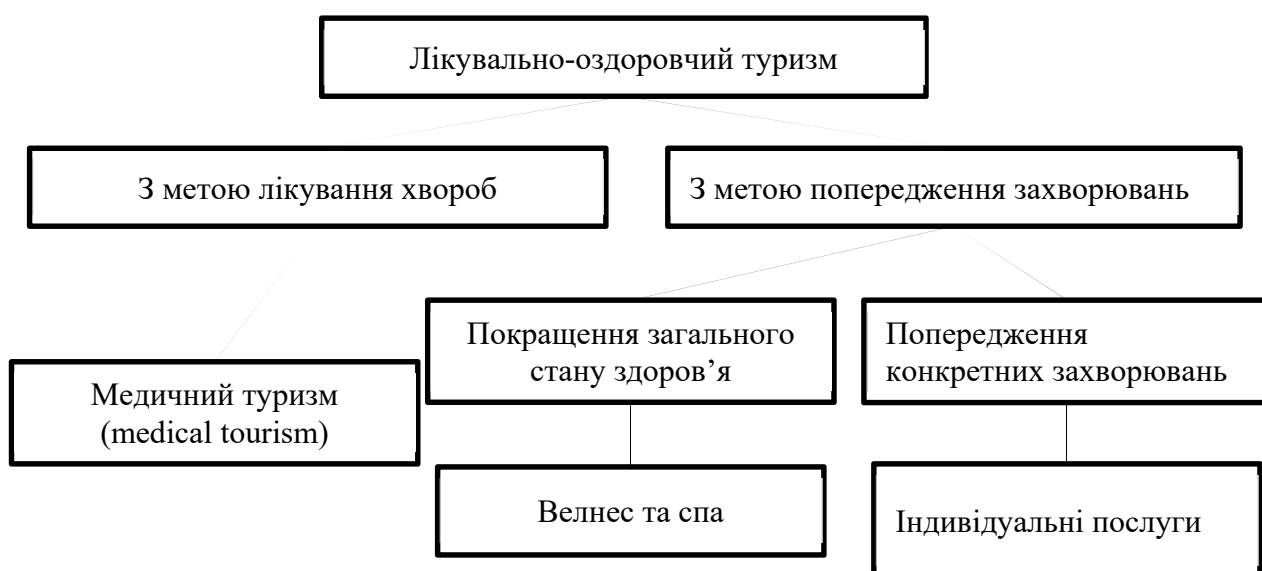 Лікувально-оздоровчий туризм
З метою лікування хвороб
З метою попередження захворювань
Покращення загального
стану здоров’я
Попередження
конкретних захворювань
Медичний туризм
(medical tourism)
Велнес та спа
Індивідуальні послуги